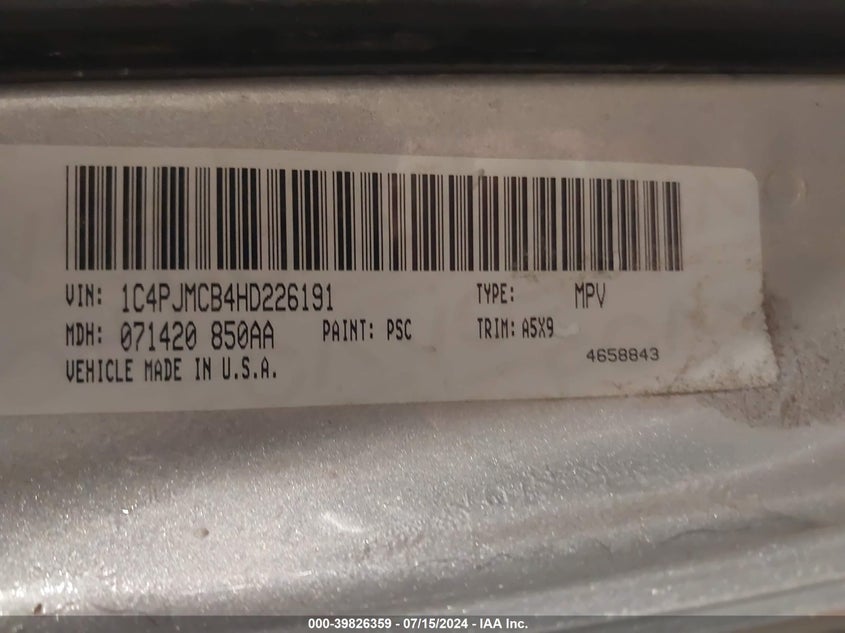 VIN: 1C4PJMCB4HD226191 TYPE: MPV
MDH: 071420 850AA PAINT: PSC TRIM: A5X9
VEHICLE MADE IN U.S.A. 4658843
000-39826359 / 07/15/2024 - IAA Inc.